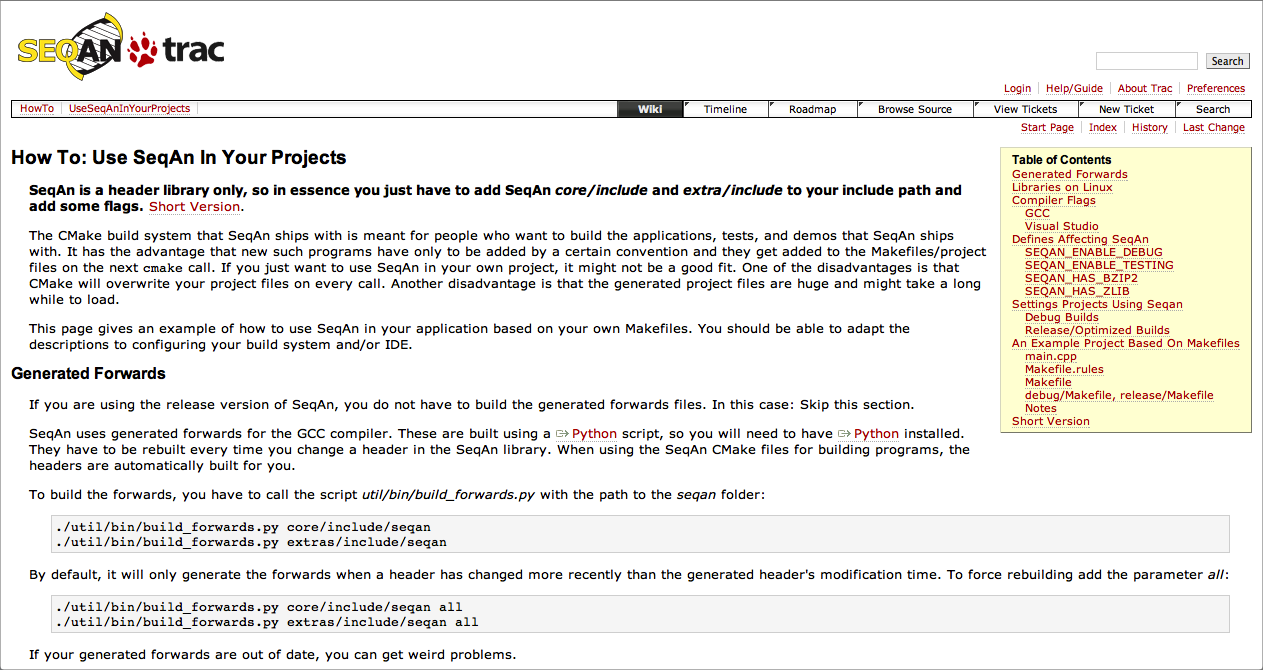 SEQAN trac
Search
Login Help/Guide About Trac Preferences
HowTo UseSeqAnInYourProjects Wiki Timeline Roadmap Browse Source View Tickets New Ticket Search
Start Page Index History Last Change
How To: Use SeqAn In Your Projects
SeqAn is a header library only, so in essence you just have to add SeqAn core/include and extra/include to your include path and
add some flags. Short Version.
The CMake build system that SeqAn ships with is meant for people who want to build the applications, tests, and demos that SeqAn ships
with. It has the advantage that new such programs have only to be added by a certain convention and they get added to the Makefiles/project
files on the next cmake call. If you just want to use SeqAn in your own project, it might not be a good fit. One of the disadvantages is that
CMake will overwrite your project files on every call. Another disadvantage is that the generated project files are huge and might take a long
while to load.
This page gives an example of how to use SeqAn in your application based on your own Makefiles. You should be able to adapt the
descriptions to configuring your build system and/or IDE.
Table of Contents
Generated Forwards
Libraries on Linux
Compiler Flags
GCC
Visual Studio
Defines Affecting SeqAn
SEQAN_ENABLE_DEBUG
SEQAN_ENABLE_TESTING
SEQAN_HAS_BZIP2
SEQAN_HAS_ZLIB
Settings Projects Using Seqan
Debug Builds
Release/Optimized Builds
An Example Project Based On Makefiles
main.cpp
Makefile.rules
Makefile
debug/Makefile, release/Makefile
Notes
Short Version
Generated Forwards
If you are using the release version of SeqAn, you do not have to build the generated forwards files. In this case: Skip this section.
SeqAn uses generated forwards for the GCC compiler. These are built using a Python script, so you will need to have Python installed.
They have to be rebuilt every time you change a header in the SeqAn library. When using the SeqAn CMake files for building programs, the
headers are automatically built for you.
To build the forwards, you have to call the script util/bin/build_forwards.py with the path to the seqan folder:
./util/bin/build_forwards.py core/include/seqan
./util/bin/build_forwards.py extras/include/seqan
By default, it will only generate the forwards when a header has changed more recently than the generated header's modification time. To force rebuilding add the parameter all:
./util/bin/build_forwards.py core/include/seqan all
./util/bin/build_forwards.py extras/include/seqan all
If your generated forwards are out of date, you can get weird problems.